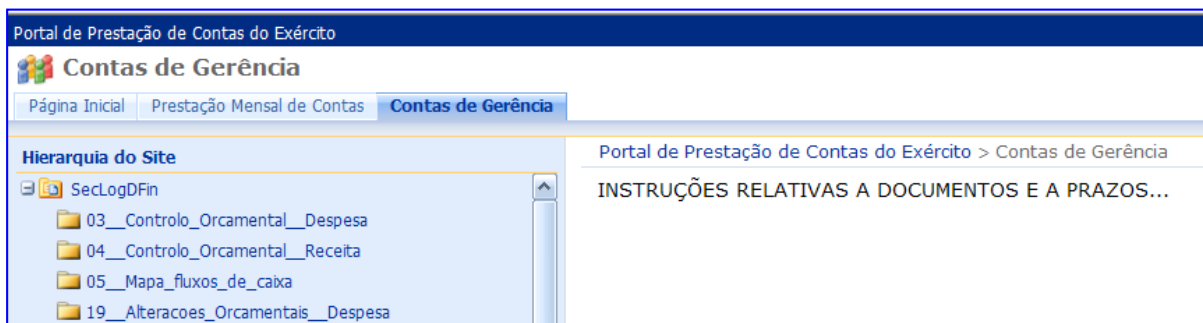 Portal de Prestação de Contas do Exército
Contas de Gerência
Página Inicial Prestação Mensal de Contas Contas de Gerência
Hierarquia do Site
SecLogDFin
03__Controlo_Orcamental__Despesa
04__Controlo_Orcamental__Receita
05__Mapa_fluxos_de_caixa
19__Alteracoes_Orcamentais__Despesa
Portal de Prestação de Contas do Exército > Contas de Gerência
INSTRUÇÕES RELATIVAS A DOCUMENTOS E A PRAZOS...